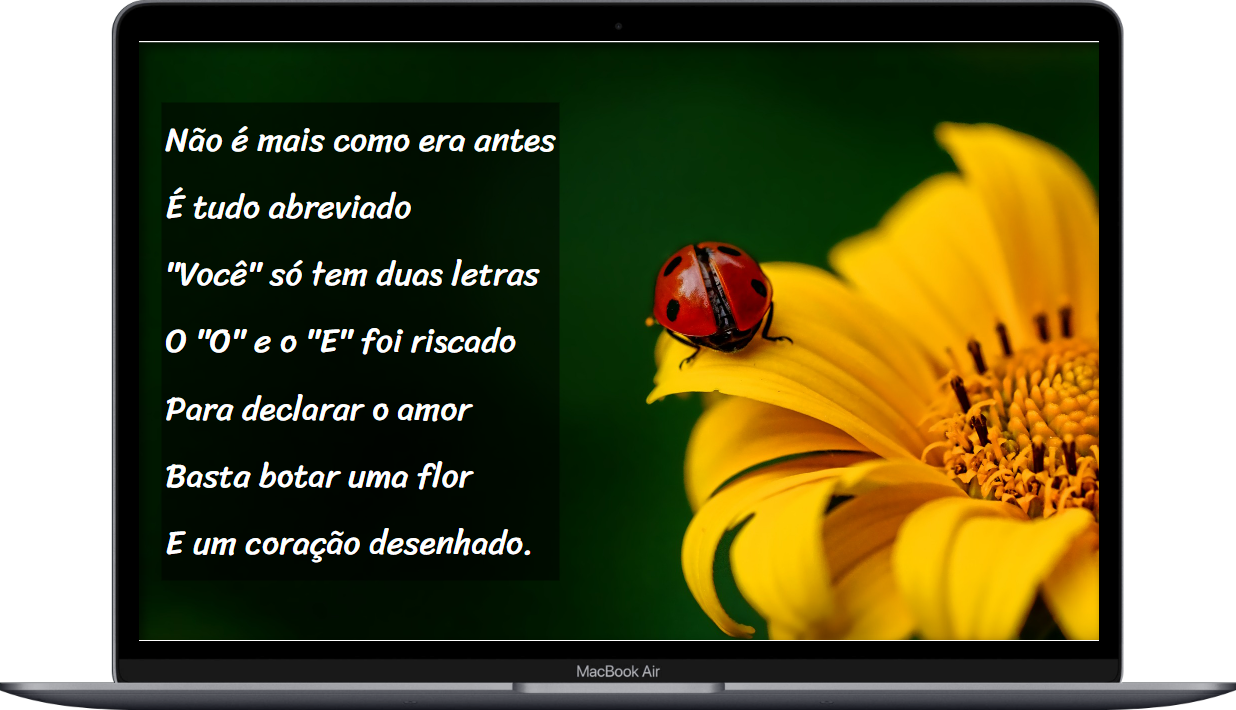 Não é mais como era antes
É tudo abreviado
"Você" só tem duas letras
O "O" e o "E" foi riscado
Para declarar o amor
Basta botar uma flor
E um coração desenhado.
MacBook Air